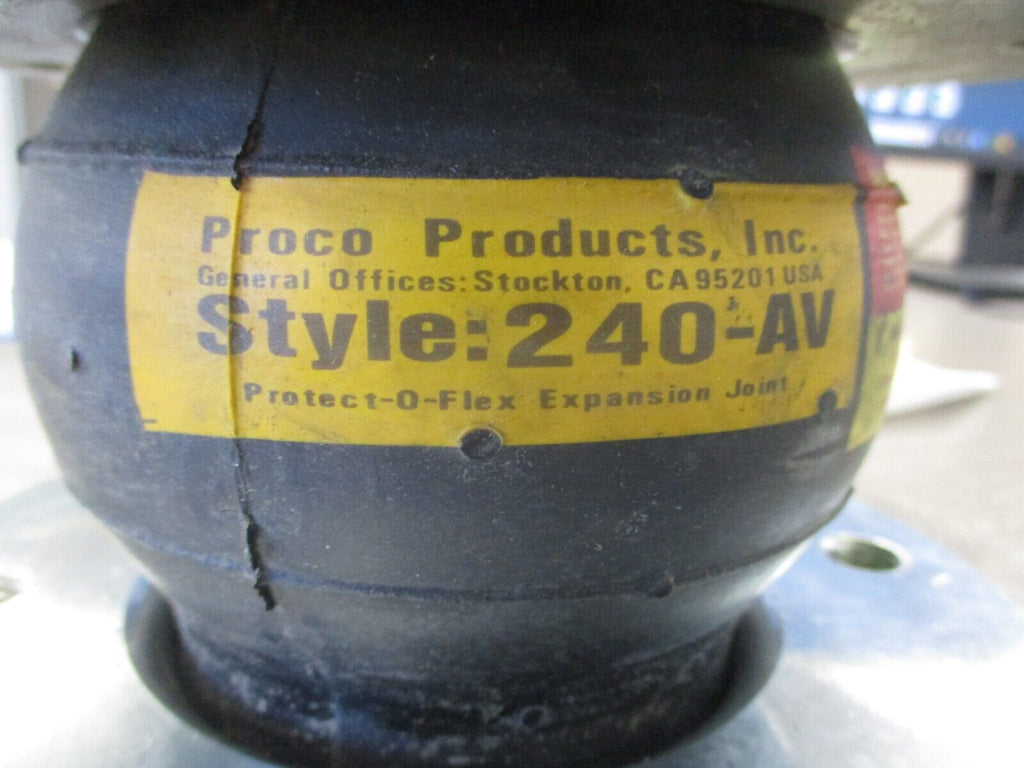 Proco Products, Inc.
General Offices: Stockton, CA 95201 USA
Style: 240-AV
Protect-O-Flex Expansion Joint